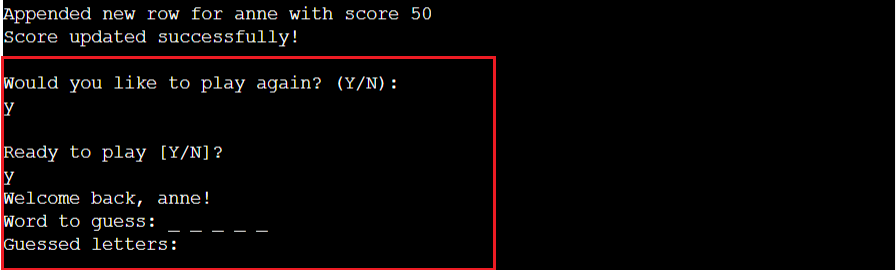 Appended new row for anne with score 50
Score updated successfully!
Would you like to play again? (Y/N):
y
Ready to play [Y/N]?
y
Welcome back, anne!
Word to guess: _ _ _ _ _
Guessed letters: